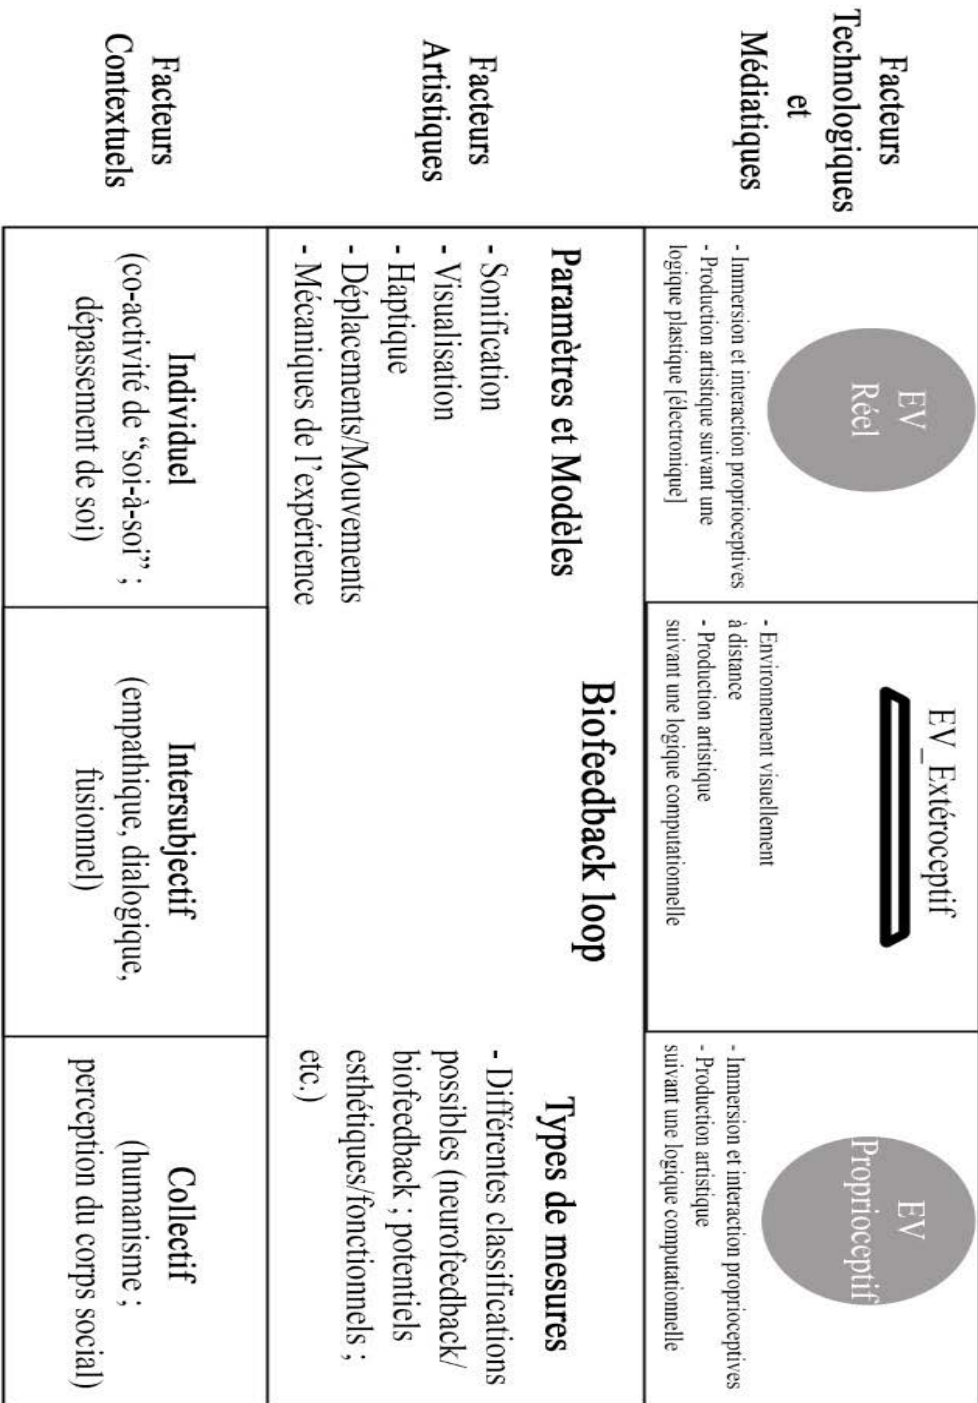 Facteurs
Technologiques
et
Médiatiques
EV
Réel
- Immersion et interaction proprioceptives
- Production artistique suivant une
logique plastique [électronique]
EV_Extéroceptif
- Environnement visuellement
à distance
- Production artistique
suivant une logique computationnelle
EV
Proprioceptif
- Immersion et interaction proprioceptives
- Production artistique
suivant une logique computationnelle
Facteurs
Artistiques
Paramètres et Modèles
- Sonification
- Visualisation
- Haptique
- Déplacements/Mouvements
- Mécaniques de l’expérience
Biofeedback loop
Types de mesures
- Différentes classifications
possibles (neurofeedback/
biofeedback ; potentiels
esthétiques/fonctionnels ;
etc.)
Facteurs
Contextuels
Individuel
(co-activité de “soi-à-soi” ;
dépassement de soi)
Intersubjectif
(empathique, dialogique,
fusionnel)
Collectif
(humanisme ;
perception du corps social)